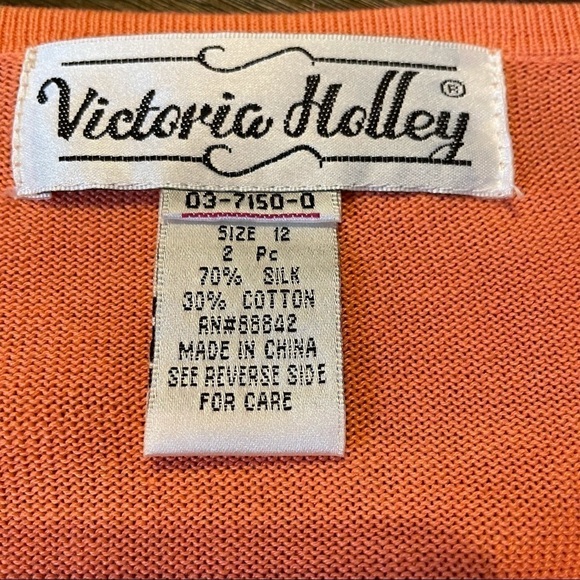 Victoria Holley ®
03-7150-0
SIZE 12
2 Pc
70% SILK
30% COTTON
RN#88842
MADE IN CHINA
SEE REVERSE SIDE
FOR CARE